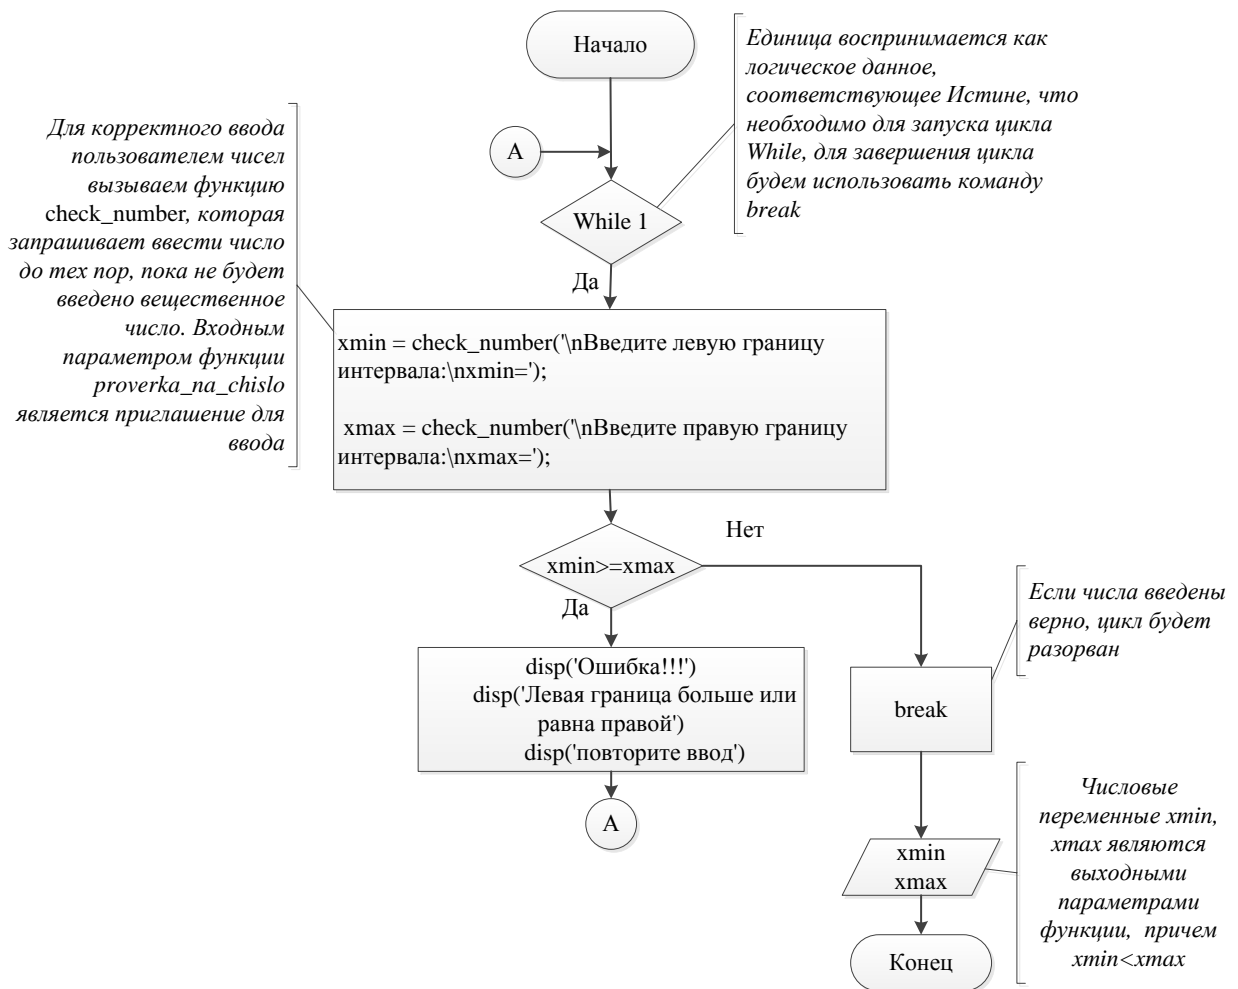 Начало
Единица воспринимается как
логическое данное,
соответствующее Истине, что
необходимо для запуска цикла
While, для завершения цикла
будем использовать команду
break
Для корректного ввода
пользователем чисел
вызываем функцию
check_number, которая
запрашивает ввести число
до тех пор, пока не будет
введено вещественное
число. Входным
параметром функции
proverka_na_chislo
является приглашение для
ввода
А
While 1
Да
xmin = check_number('\nВведите левую границу
интервала:\nxmin=');
xmax = check_number('\nВведите правую границу
интервала:\nxmax=');
xmin>=xmax
Нет
Да
Если числа введены
верно, цикл будет
разорван
disp('Ошибка!!!')
disp('Левая граница больше или
равна правой')
disp('повторите ввод')
break
А
Числовые
переменные xmin,
xmax являются
выходными
параметрами
функции, причем
xmin<xmax
xmin
xmax
Конец